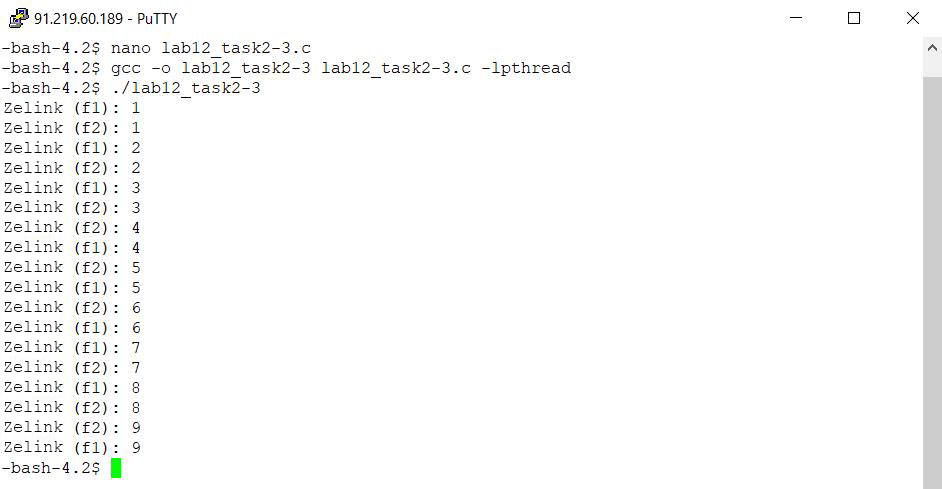 91.219.60.189 - PuTTY
-bash-4.2$ nano lab12_task2-3.c
-bash-4.2$ gcc -o lab12_task2-3 lab12_task2-3.c -lpthread
-bash-4.2$ ./lab12_task2-3
Zelink (f1): 1
Zelink (f2): 1
Zelink (f1): 2
Zelink (f2): 2
Zelink (f1): 3
Zelink (f2): 3
Zelink (f2): 4
Zelink (f1): 4
Zelink (f2): 5
Zelink (f1): 5
Zelink (f2): 6
Zelink (f1): 6
Zelink (f1): 7
Zelink (f2): 7
Zelink (f1): 8
Zelink (f2): 8
Zelink (f2): 9
Zelink (f1): 9
-bash-4.2$